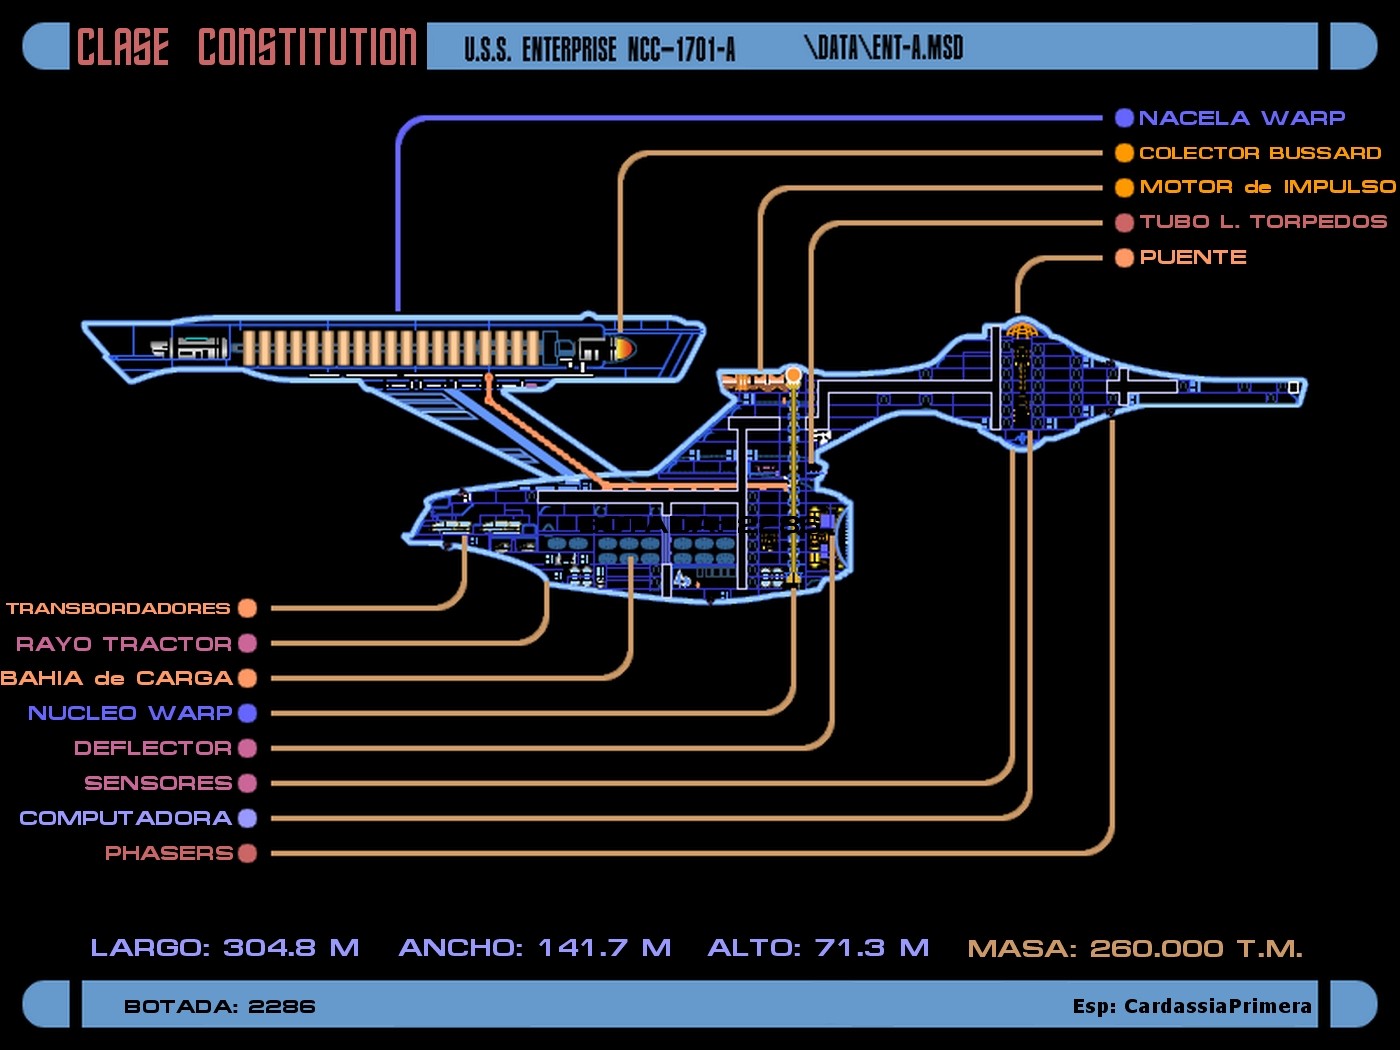 CLASE CONSTITUTION
U.S.S. ENTERPRISE NCC-1701-A
\DATA\ENT-A.MSD
NACELA WARP
COLECTOR BUSSARD
MOTOR de IMPULSO
TUBO L. TORPEDOS
PUENTE
TRANSBORDADORES
RAYO TRACTOR
BAHIA de CARGA
NUCLEO WARP
DEFLECTOR
SENSORES
COMPUTADORA
PHASERS
LARGO: 304.8 M ANCHO: 141.7 M ALTO: 71.3 M MASA: 260.000 T.M.
BOTADA: 2286
Esp: CardassiaPrimera